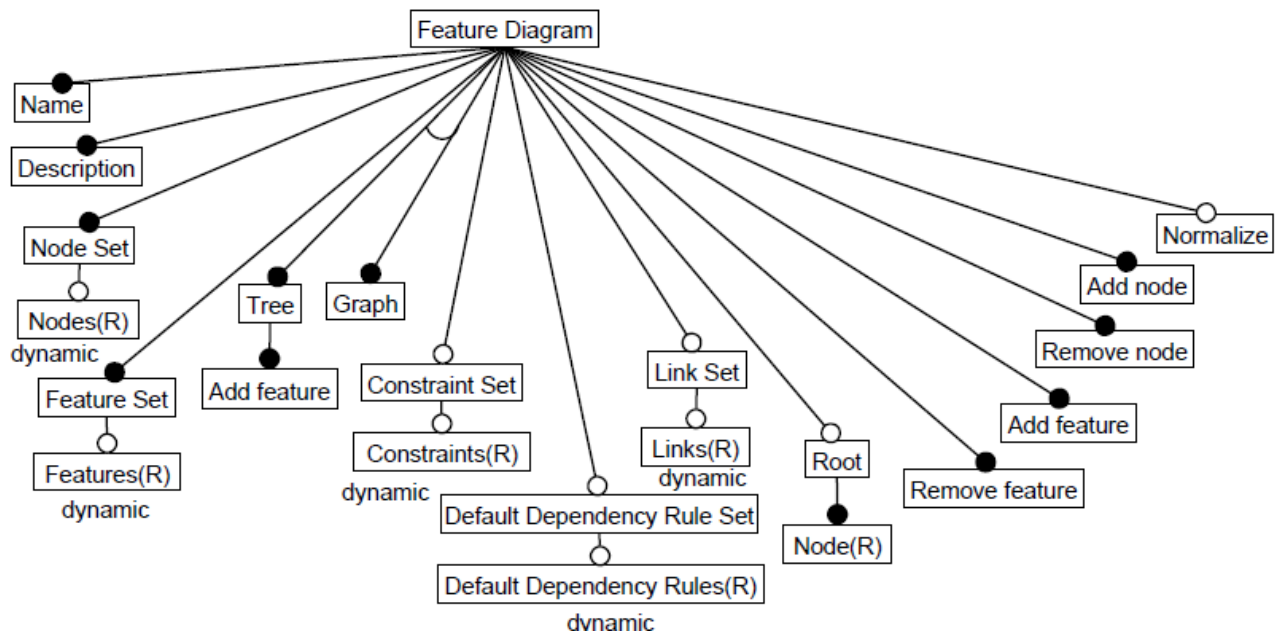 Feature Diagram
Name
Description
Node Set
Nodes(R)
dynamic
Feature Set
Features(R)
dynamic
Tree
Add feature
Graph
Constraint Set
Constraints(R)
dynamic
Default Dependency Rule Set
Default Dependency Rules(R)
dynamic
Link Set
Links(R)
dynamic
Root
Node(R)
Remove feature
Add feature
Remove node
Add node
Normalize